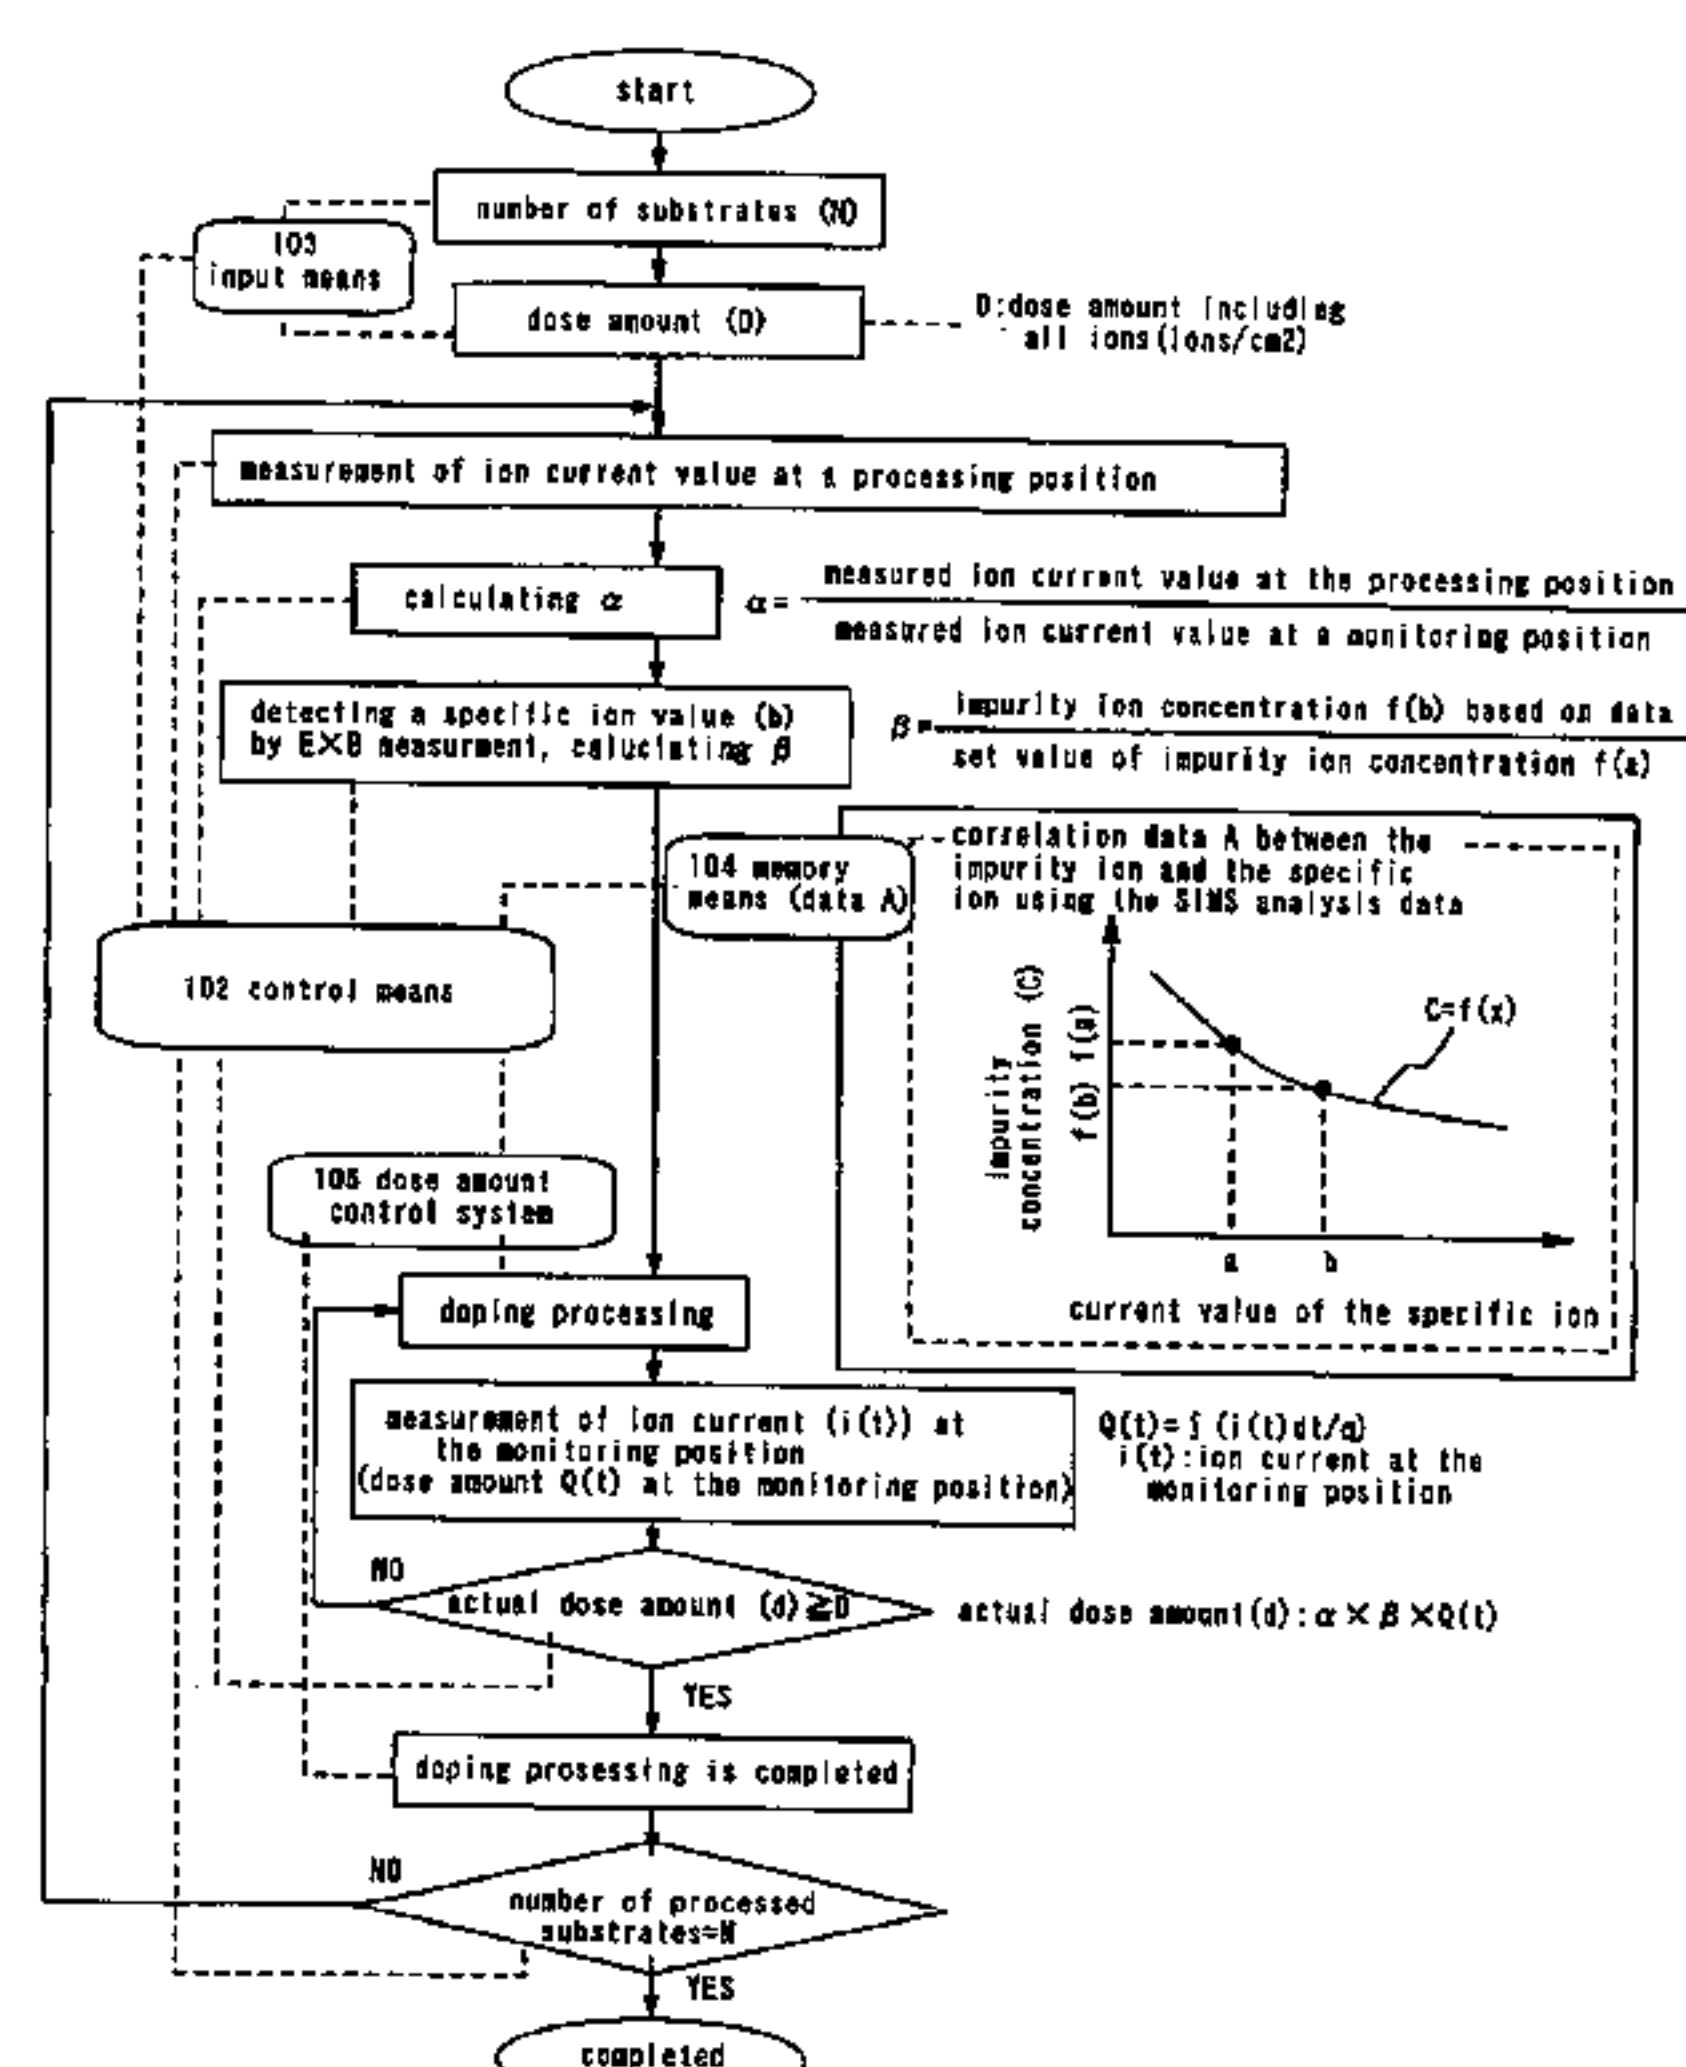 start
number of substrates (N)
103
input means
dose amount (D)
D:dose amount including
all ions(ions/cm2)
measurement of ion current value at a processing position
calculating α
α=
measured ion current value at the processing position
measured ion current value at a monitoring position
detecting a specific ion value (b)
by E×B measurment, caluclating β
β=
impurity ion concentration f(b) based on data
set value of impurity ion concentration f(a)
104 memory
means (data A)
correlation data A between the
impurity ion and the specific
ion using the SIMS analysis data
102 control means
impurity
concentration (C)
f(b) f(a)
C=f(x)
a
b
current value of the specific ion
105 dose amount
control system
doping processing
measurement of ion current (i(t)) at
the monitoring position
(dose amount Q(t) at the monitoring position)
Q(t)=∫(i(t)dt/q)
i(t):ion current at the
monitoring position
NO
actual dose amount (d)≧D
actual dose amount(d):α×β×Q(t)
YES
doping prosessing is completed
NO
number of processed
substrates=N
YES
completed